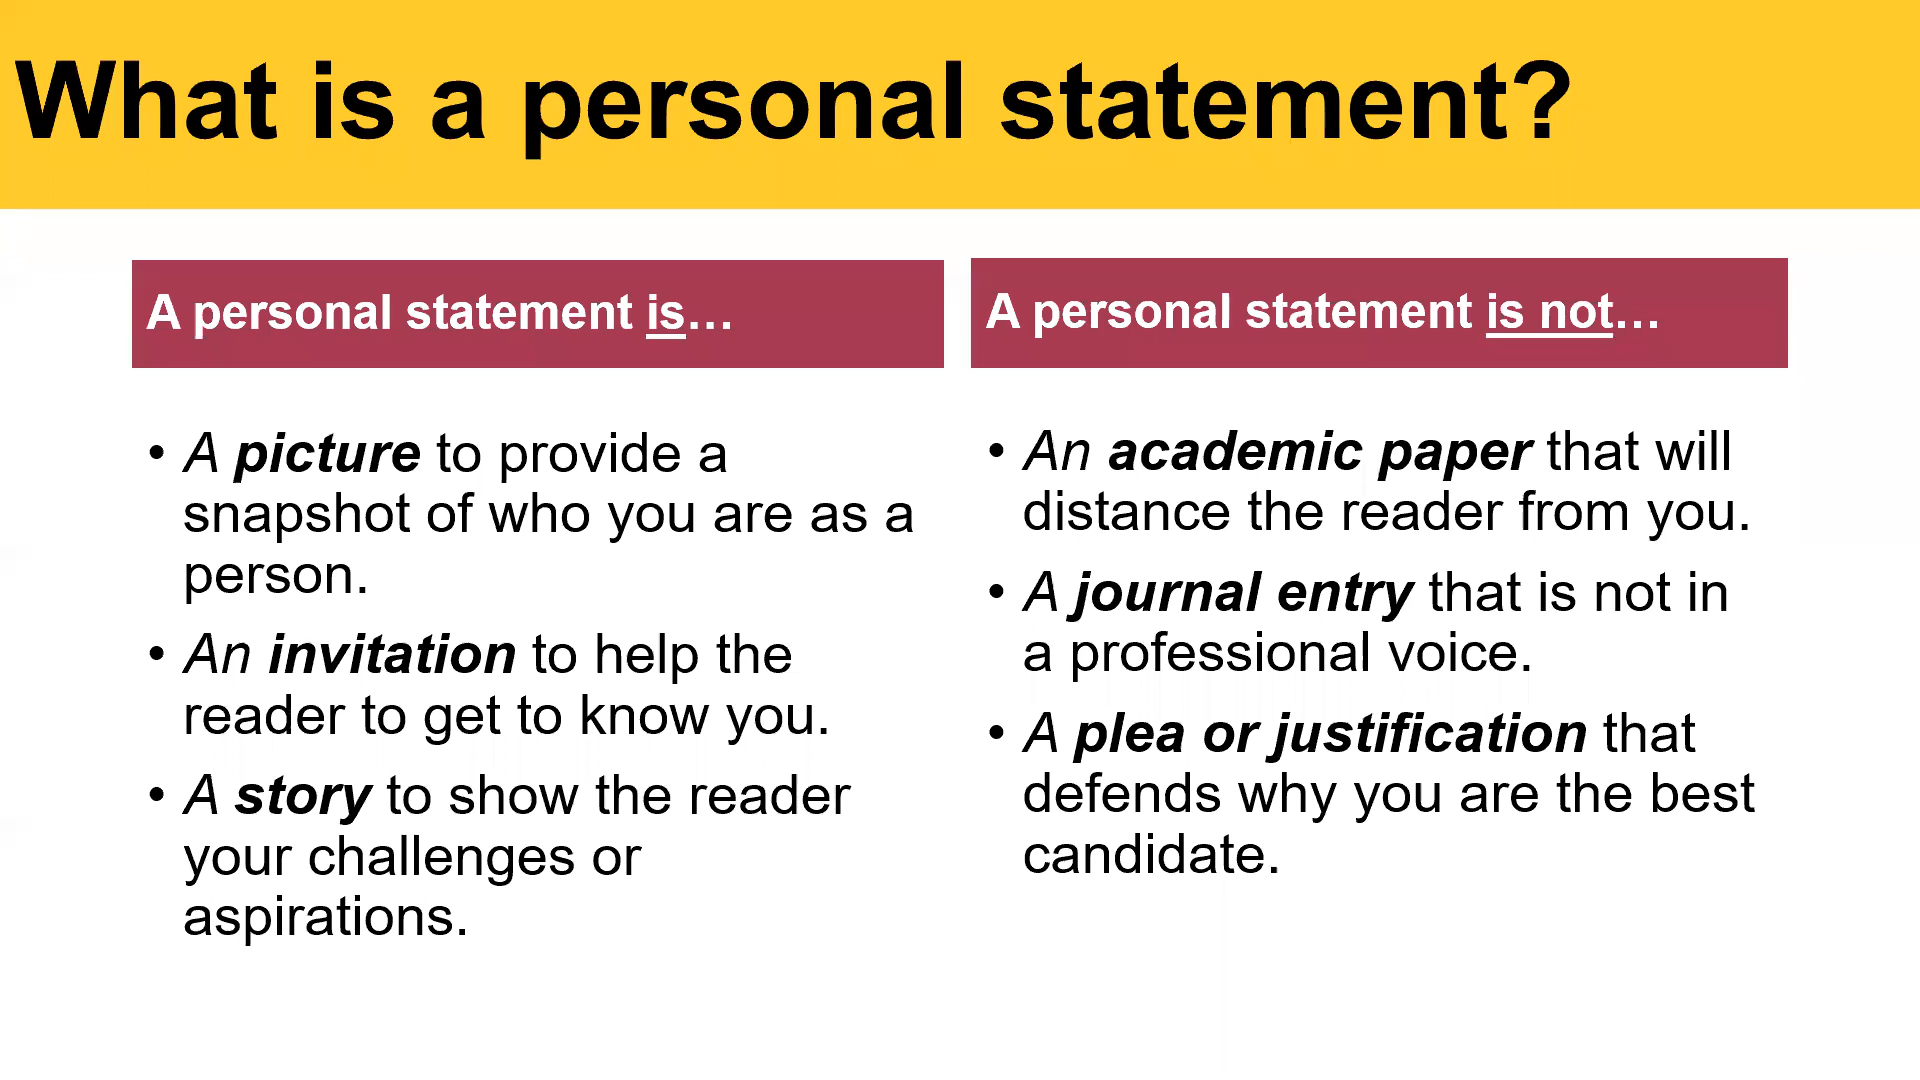 What is a personal statement?
A personal statement is…
• A picture to provide a
snapshot of who you are as a
person.
• An invitation to help the
reader to get to know you.
• A story to show the reader
your challenges or
aspirations.
A personal statement is not…
• An academic paper that will
distance the reader from you.
• A journal entry that is not in
a professional voice.
• A plea or justification that
defends why you are the best
candidate.